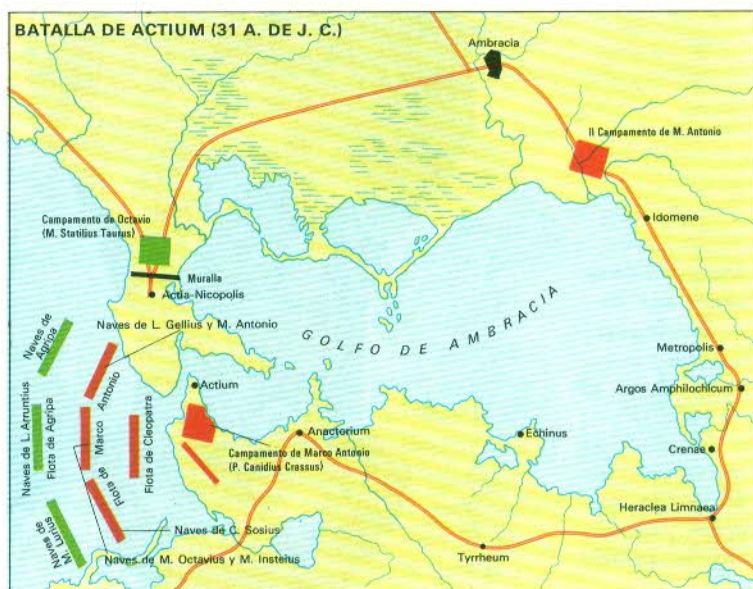 BATALLA DE ACTIUM (31 A. DE J. C.)
Ambracia
II Campamento de M. Antonio
Idomene
Campamento de Octavio
(M. Statilius Taurus)
Muralla
Actia-Nicopolis
GOLFO DE AMBRACIA
Naves de L. Gellius y M. Antonio
Naves de
Agripa
Metropolis
Actium
Argos Amphilochicum
Naves de L. Arruntius
Flota de Agripa
Flota de Marco Antonio
Flota de Cleopatra
Campamento de Marco Antonio
(P. Canidius Crassus)
Anactorium
Echinus
Crenae
Heraclea Limnaea
Naves de
M. Lurius
Naves de C. Sosius
Naves de M. Octavius y M. Insteius
Tyrrheum